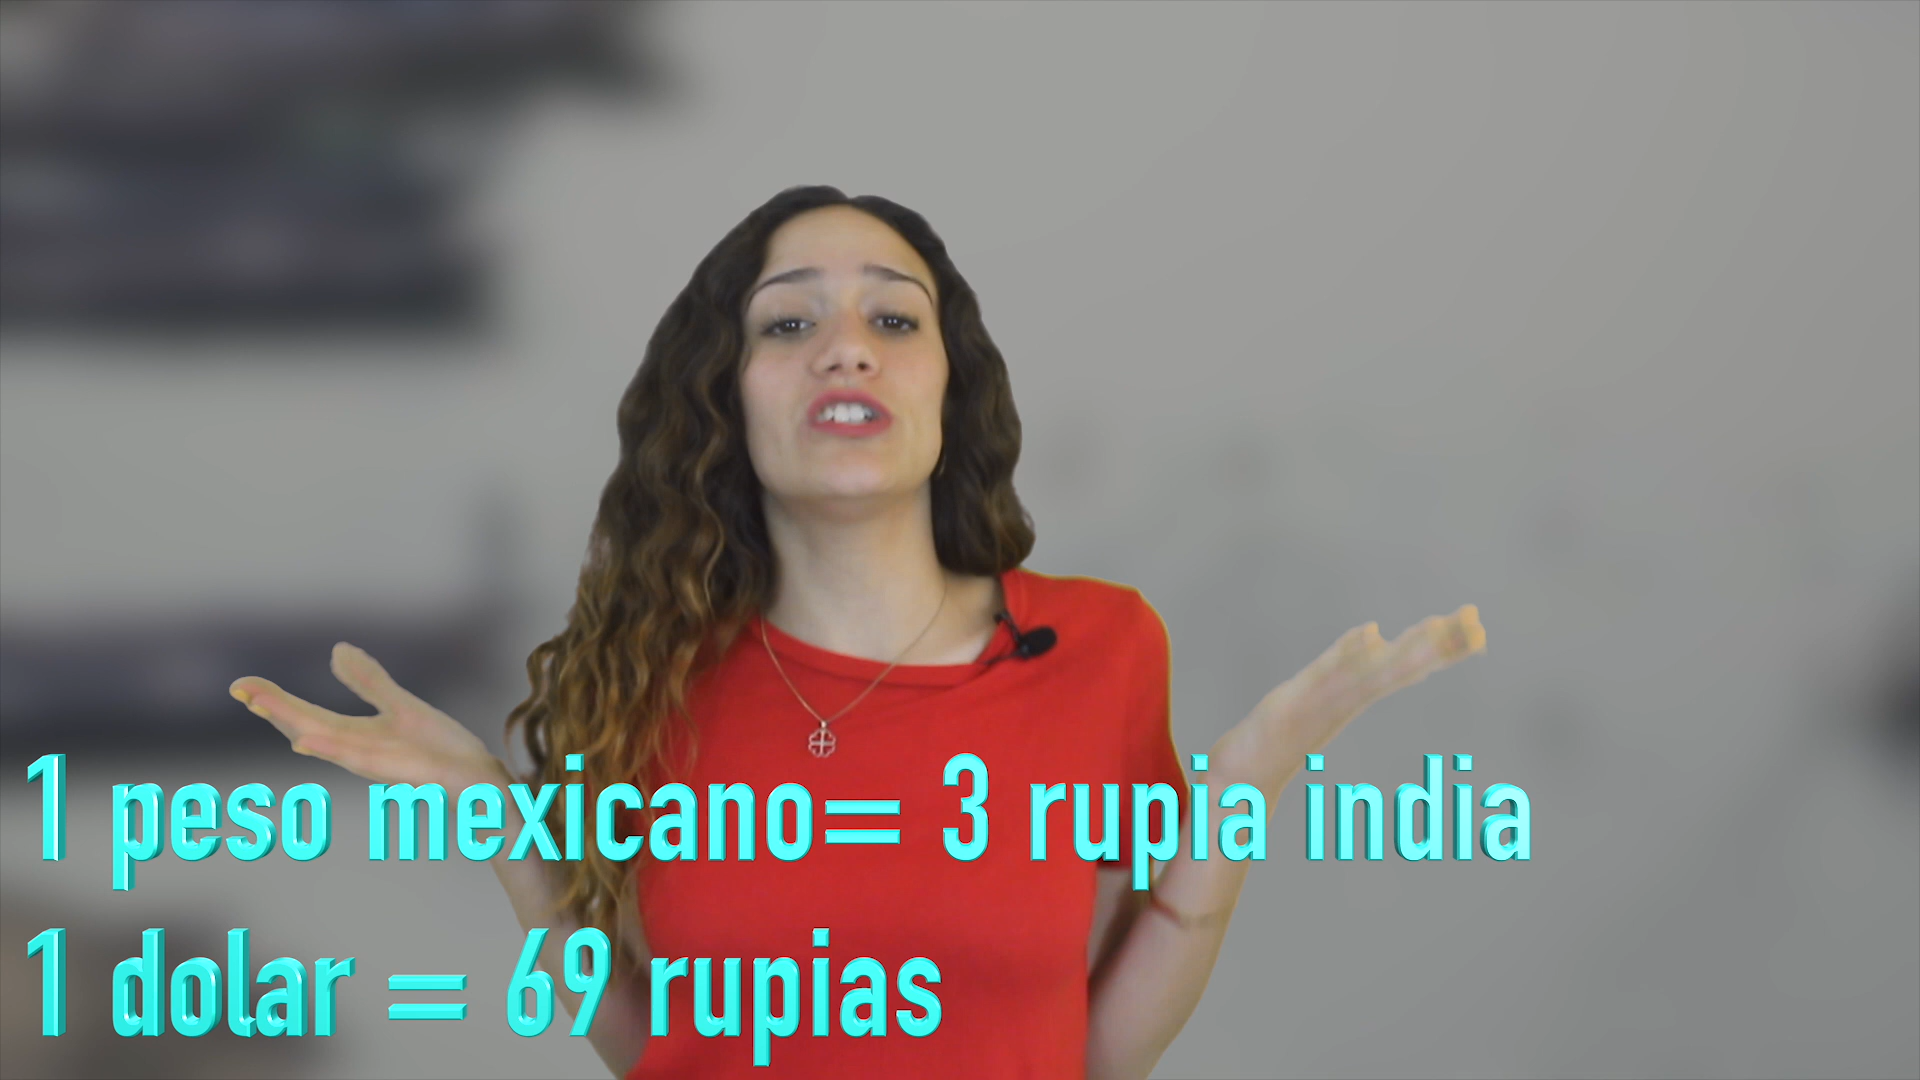 1 peso mexicano= 3 rupia india
1 dolar = 69 rupias